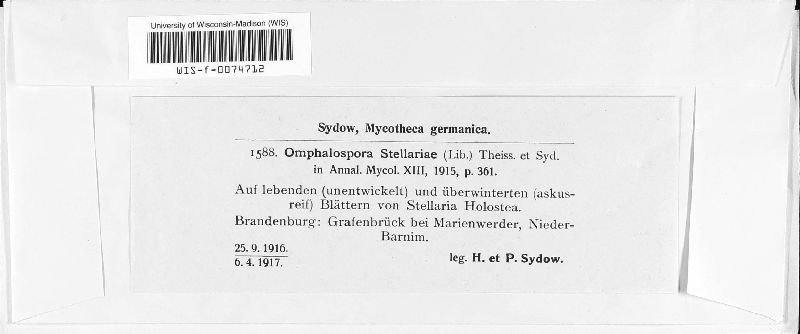 University of Wisconsin-Madison (WIS)
WIS-f-0074712
Sydow, Mycotheca germanica.
1588. Omphalospora Stellariae (Lib.) Theiss. et Syd.
in Annal. Mycol. XIII, 1915, p. 361.
Auf lebenden (unentwickelt) und überwinterten (askus-
reif) Blättern von Stellaria Holostea.
Brandenburg: Grafenbrück bei Marienwerder, Nieder-
Barnim.
25. 9. 1916.
6. 4. 1917.
leg. H. et P. Sydow.